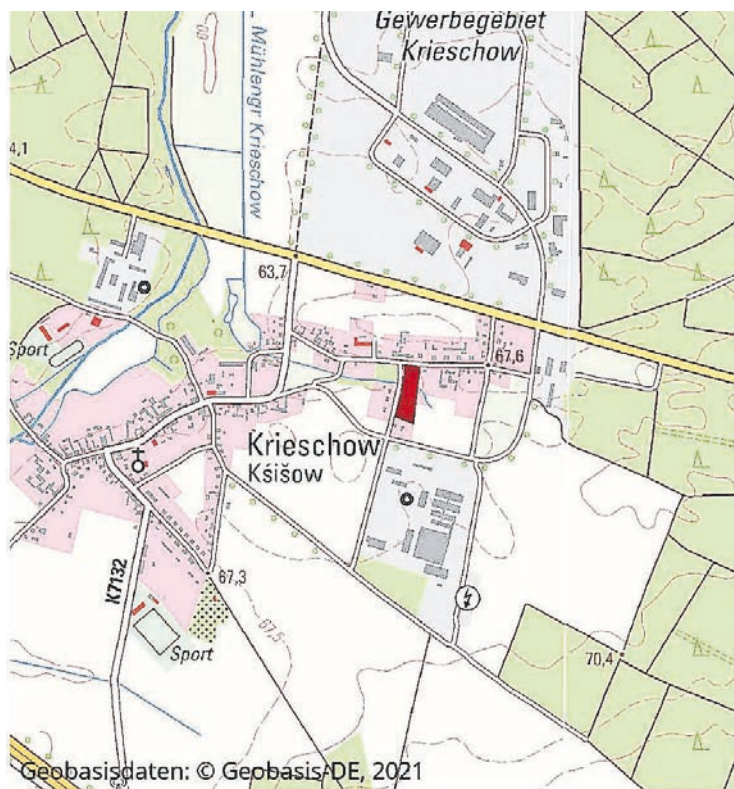 Gewerbegebiet
Krieschow
60
Mühlengr Krieschow
4,1
63,7
Sport
67,6
Krieschow
Kśišow
K7132
67,3
67,5
Sport
70,4
Geobasisdaten: © Geobasis-DE, 2021